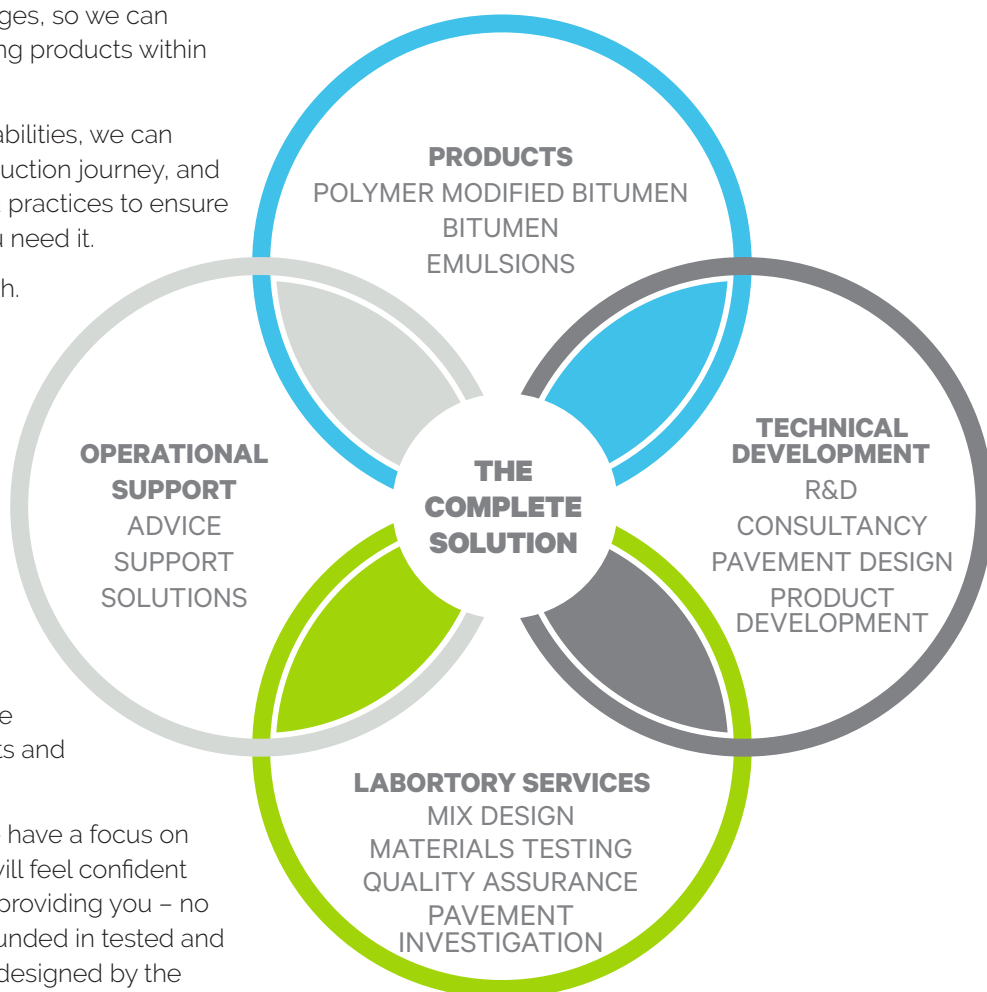 ges, so we can
ng products within
abilities, we can
uction journey, and
practices to ensure
u need it.
h.
e
ts and
have a focus on
vill feel confident
providing you – no
unded in tested and
designed by the
PRODUCTS
POLYMER MODIFIED BITUMEN
BITUMEN
EMULSIONS
OPERATIONAL
SUPPORT
ADVICE
SUPPORT
SOLUTIONS
THE
COMPLETE
SOLUTION
TECHNICAL
DEVELOPMENT
R&D
CONSULTANCY
PAVEMENT DESIGN
PRODUCT
DEVELOPMENT
LABORTORY SERVICES
MIX DESIGN
MATERIALS TESTING
QUALITY ASSURANCE
PAVEMENT
INVESTIGATION